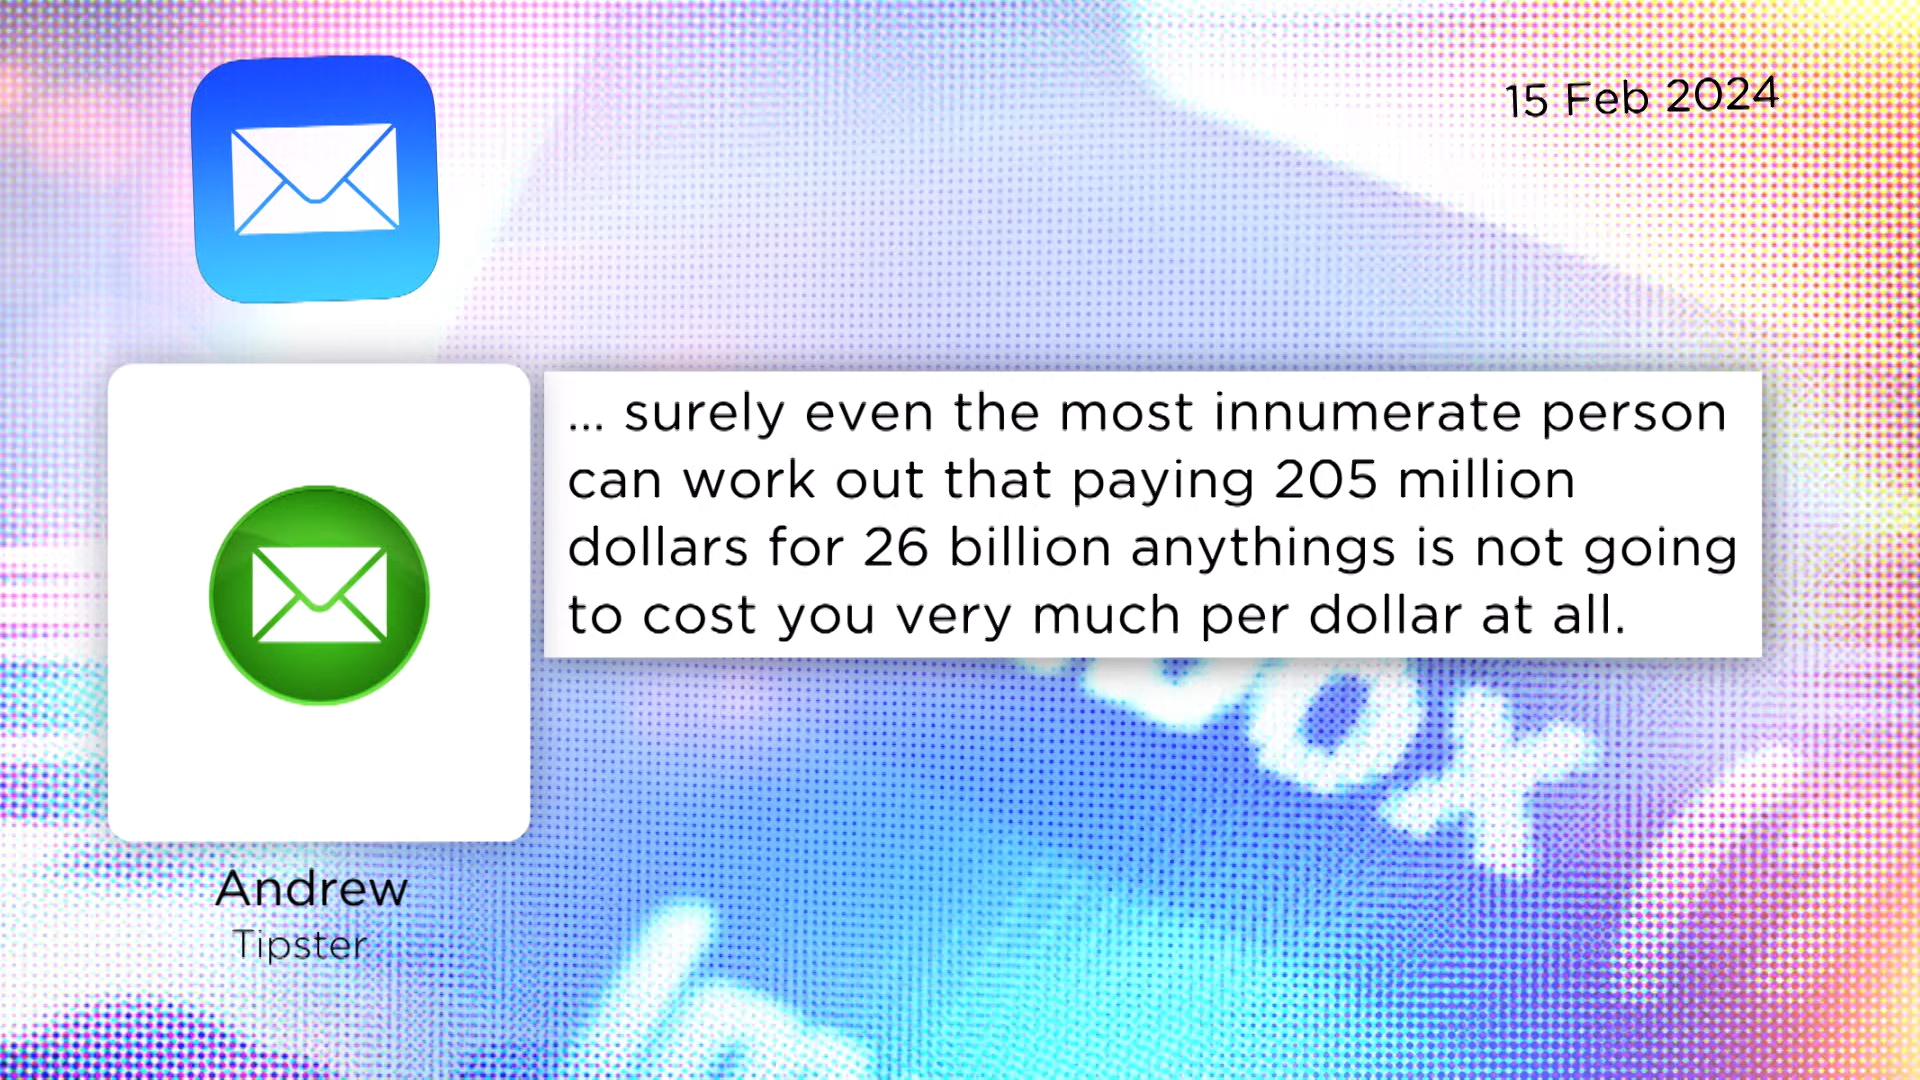 15 Feb 2024
... surely even the most innumerate person
can work out that paying 205 million
dollars for 26 billion anythings is not going
to cost you very much per dollar at all.
Andrew
Tipster